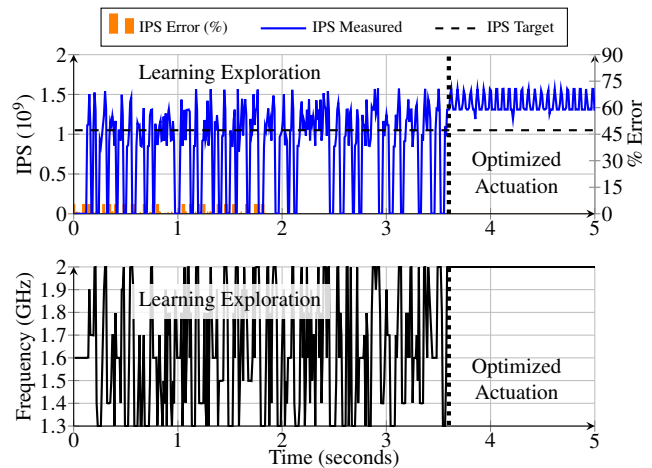 IPS Error (%) IPS Measured IPS Target
2 90
Learning Exploration
75
1.5
60
1 45
Optimized
30
0.5
Actuation
15
0 0
IPS (10^9)
% Error
0 1 2 3 4 5
2
1.9
Learning Exploration
1.8
1.7
1.6
Optimized
1.5
Actuation
1.4
1.3
Frequency (GHz)
0 1 2 3 4 5
Time (seconds)